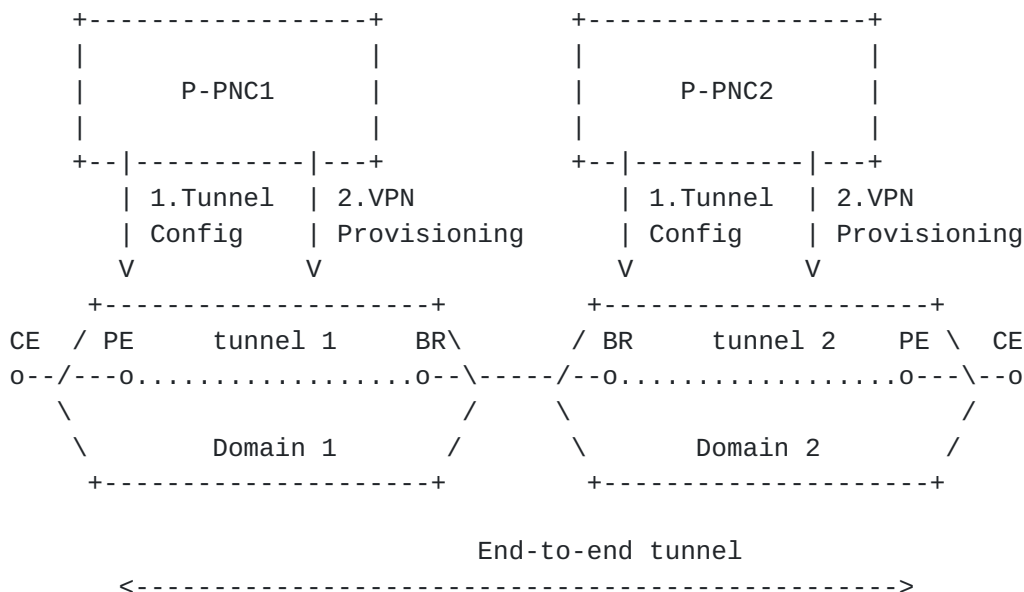 P-PNC1 P-PNC2
1.Tunnel 2.VPN 1.Tunnel 2.VPN
Config Provisioning Config Provisioning
V V V V
CE PE tunnel 1 BR BR tunnel 2 PE CE
o o o o o o
Domain 1 Domain 2
End-to-end tunnel